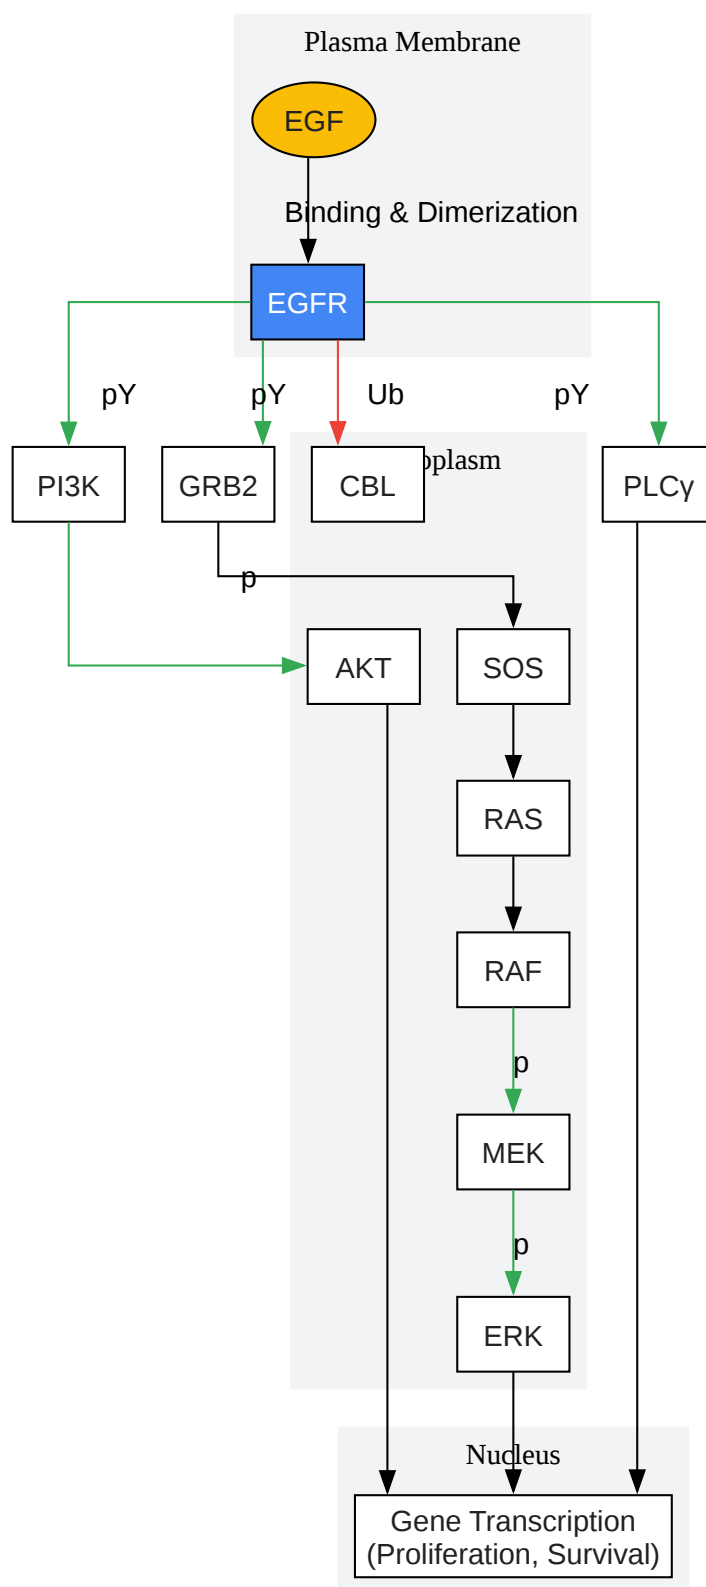 Plasma Membrane
EGF
Binding & Dimerization
EGFR
pY
pY
Ub
pY
PI3K
GRB2
CBL
oplasm
PLCγ
p
AKT
SOS
RAS
RAF
p
MEK
p
ERK
Nucleus
Gene Transcription
(Proliferation, Survival)